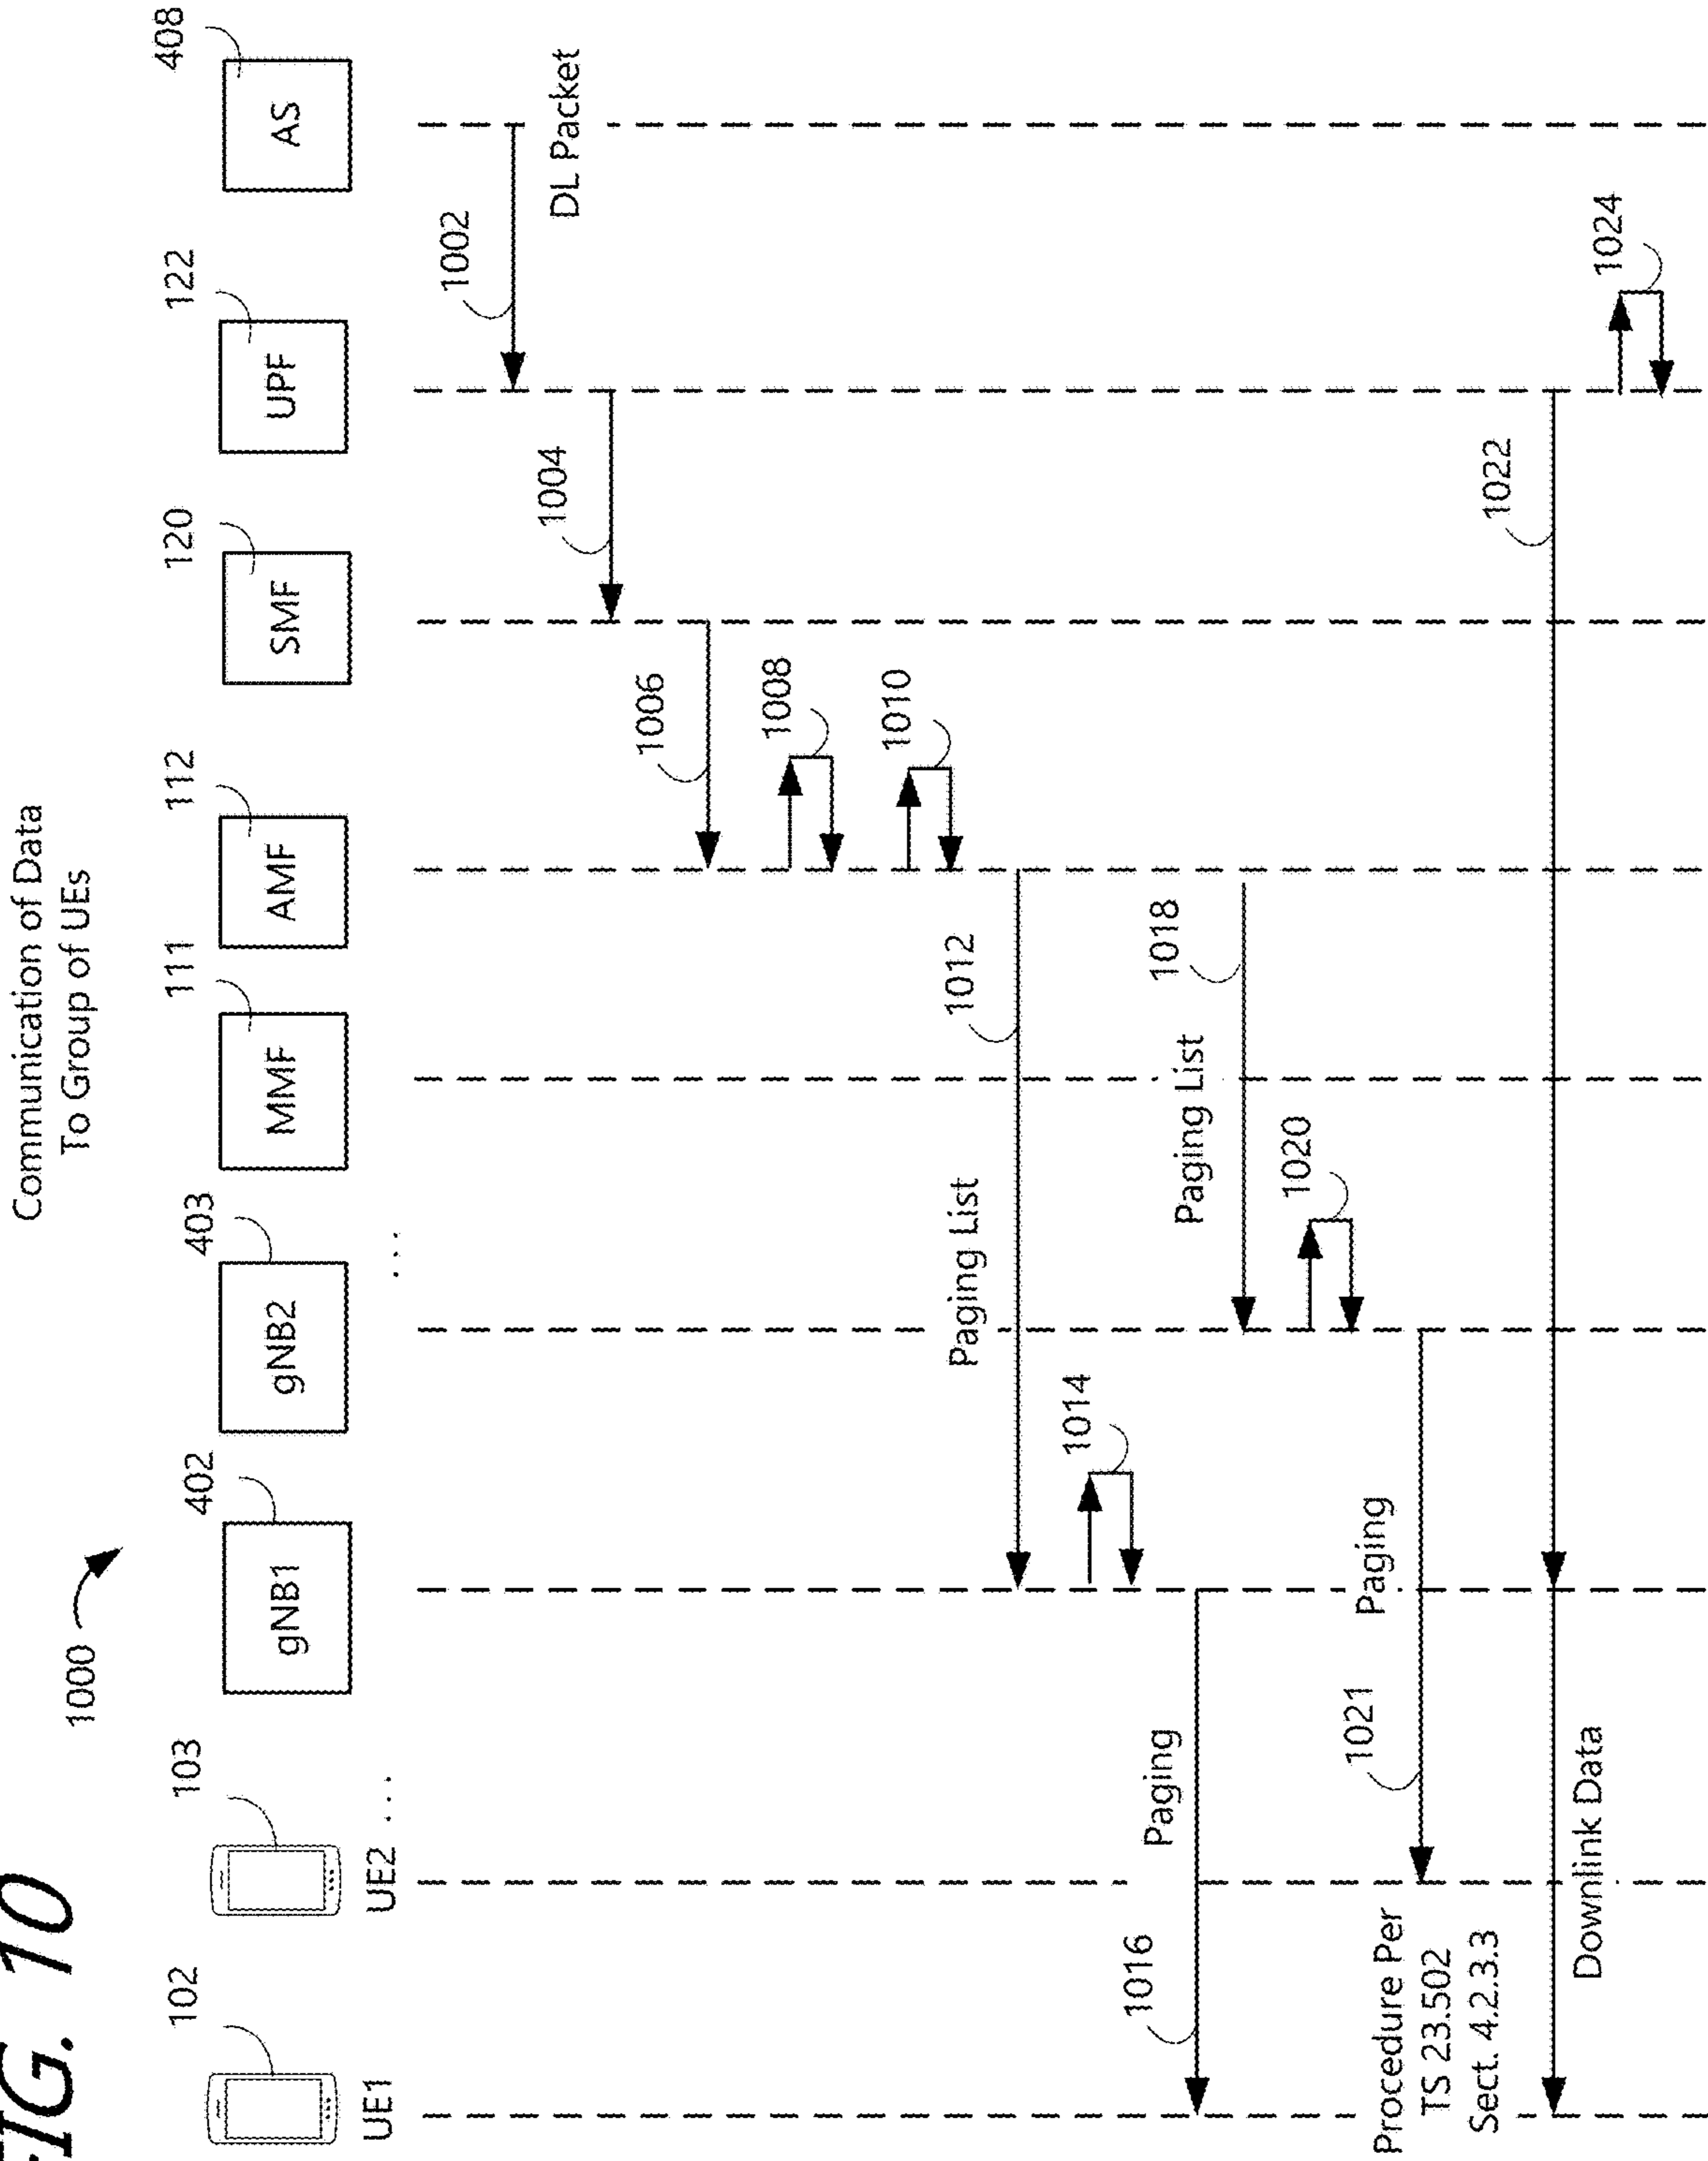 FIG. 10
Communication of Data
To Group of UEs
1000
102
103
402
403
111
112
120
122
408
UE1
UE2
...
gNB1
gNB2
...
MMF
AMF
SMF
UPF
AS
1002
DL Packet
1004
1006
1008
1010
1012
Paging List
1014
1016
Paging
1018
Paging List
1020
1021
Paging
Procedure Per
TS 23.502
Sect. 4.2.3.3
1022
Downlink Data
1024